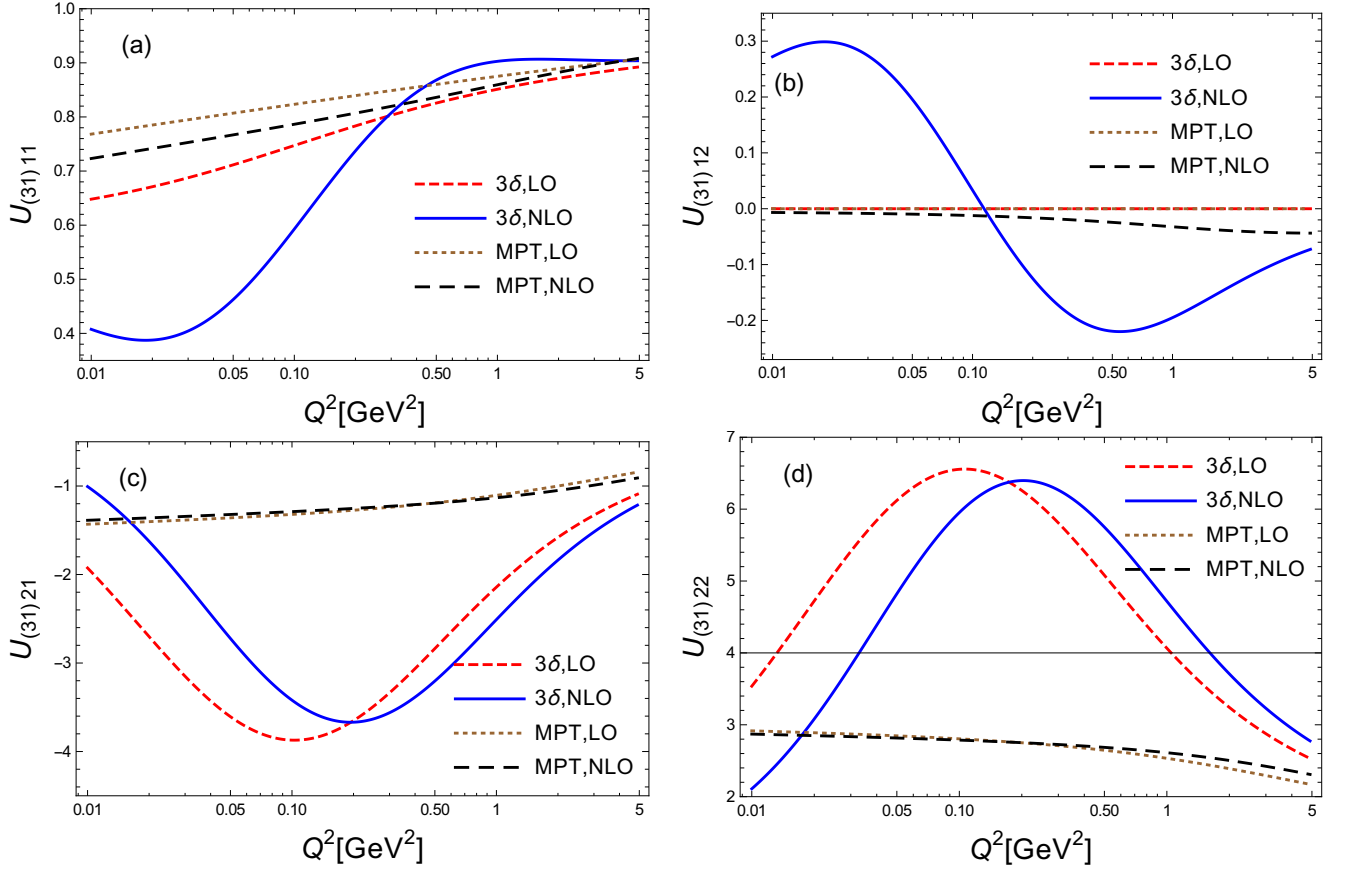 (a)
1.0
0.9
0.8
0.7
0.6
0.5
0.4
U(31) 11
3δ,LO
3δ,NLO
MPT,LO
MPT,NLO
0.01 0.05 0.10 0.50 1 5
Q²[GeV²]
(b)
0.3
0.2
0.1
0.0
-0.1
-0.2
U(31) 12
3δ,LO
3δ,NLO
MPT,LO
MPT,NLO
0.01 0.05 0.10 0.50 1 5
Q²[GeV²]
(c)
-1
-2
-3
-4
U(31) 21
3δ,LO
3δ,NLO
MPT,LO
MPT,NLO
0.01 0.05 0.10 0.50 1 5
Q²[GeV²]
(d)
7
6
5
4
3
2
U(31) 22
3δ,LO
3δ,NLO
MPT,LO
MPT,NLO
0.01 0.05 0.10 0.50 1 5
Q²[GeV²]